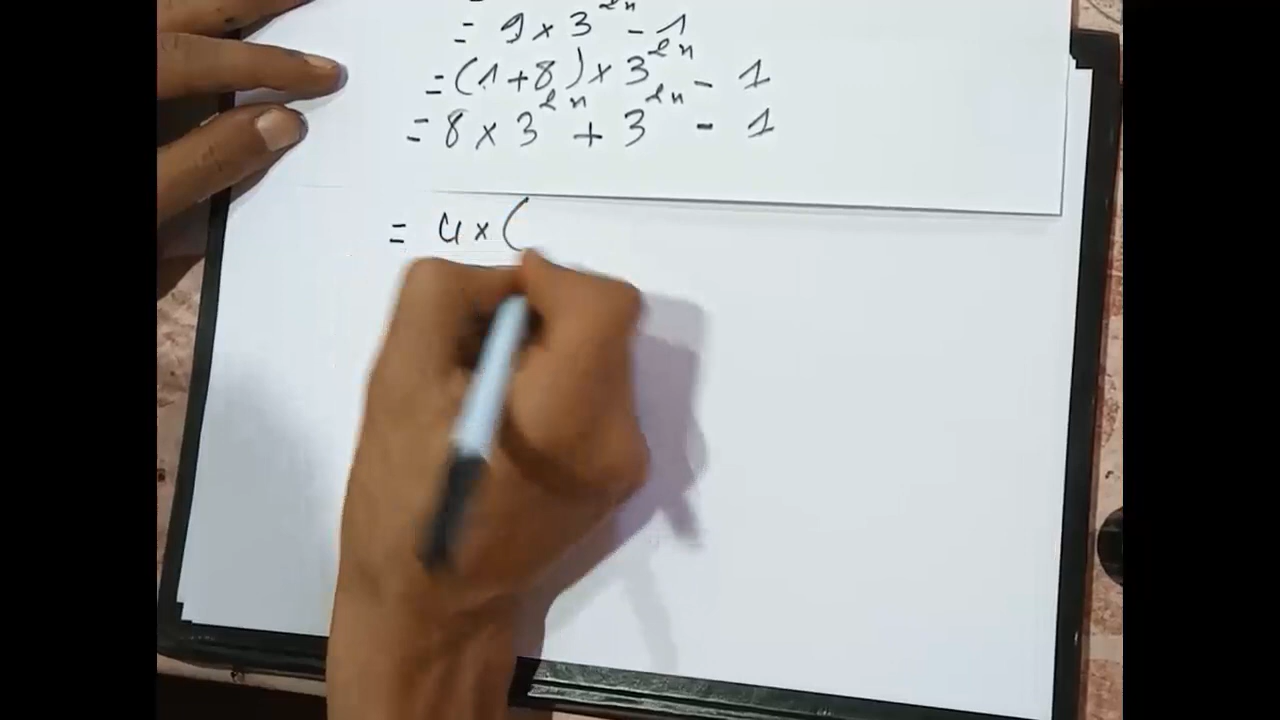 = 9 × 3^{2n} - 1
= (1 + 8) × 3^{2n} - 1
= 8 × 3^{2n} + 3^{2n} - 1
= 4 × (